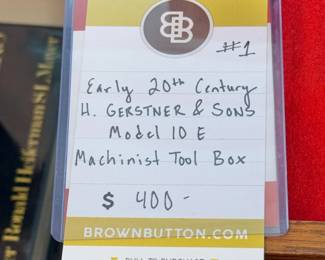 #1
Early 20th Century
H. GERSTNER & SONS
Model 10 E
Machinist Tool Box
$ 400-
BROWNBUTTON.COM